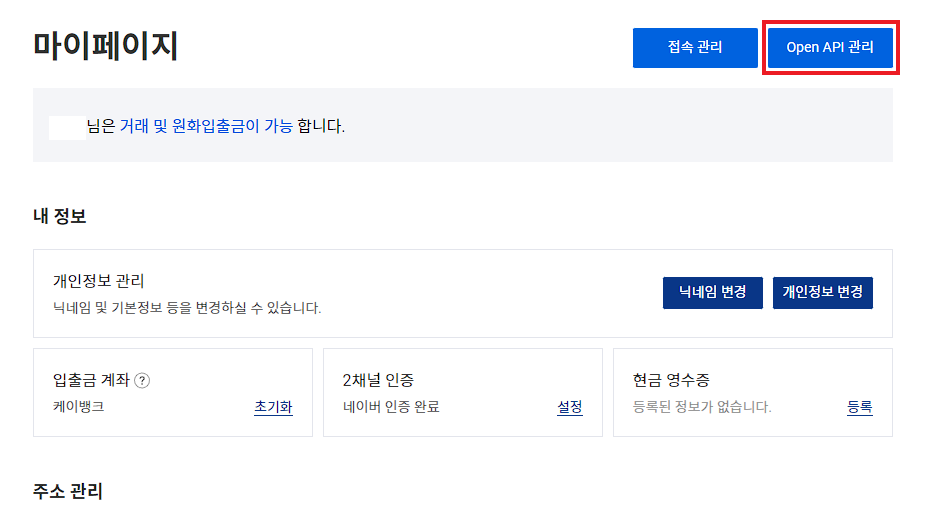 마이페이지
접속 관리
Open API 관리
님은 거래 및 원화입출금이 가능 합니다.
내 정보
개인정보 관리
닉네임 및 기본정보 등을 변경하실 수 있습니다.
닉네임 변경
개인정보 변경
입출금 계좌 ?
케이뱅크
초기화
2채널 인증
네이버 인증 완료
설정
현금 영수증
등록된 정보가 없습니다.
등록
주소 관리